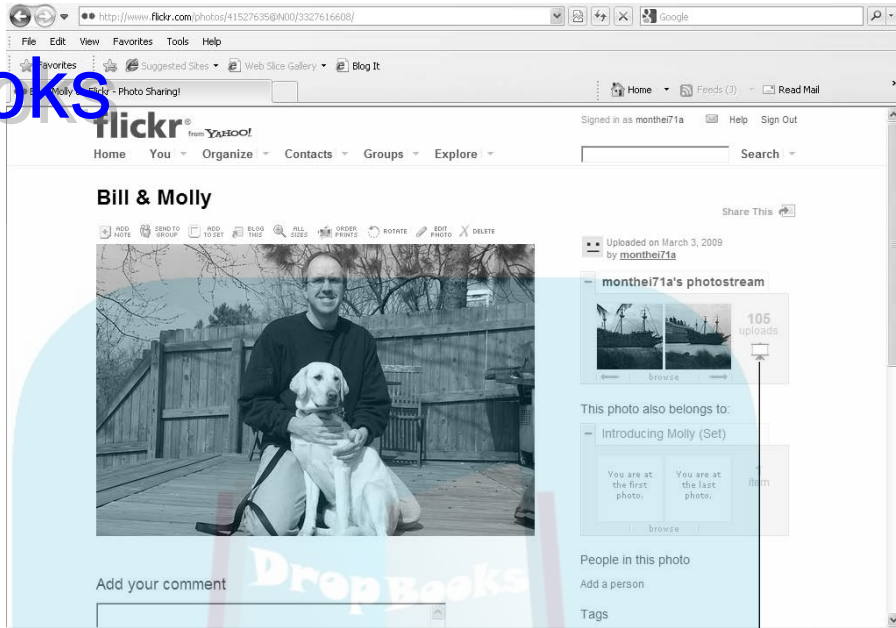 http://www.flickr.com/photos/41527635@N00/3327616608/
Google
File Edit View Favorites Tools Help
Favorites Suggested Sites Web Slice Gallery Blog It
oks
Molly Flickr - Photo Sharing!
Home Feeds (3) Read Mail
flickr® from YAHOO!
Signed in as monthei71a Help Sign Out
Home You Organize Contacts Groups Explore
Search
Bill & Molly
Share This
ADD NOTE SEND TO GROUP ADD TO SET BLOG THIS ALL SIZES ORDER PRINTS ROTATE EDIT PHOTO DELETE
Uploaded on March 3, 2009
by monthei71a
monthei71a's photostream
105
uploads
browse
This photo also belongs to:
Introducing Molly (Set)
You are at the first photo.
You are at the last photo.
item
browse
People in this photo
Add a person
Tags
Add your comment
DropBooks